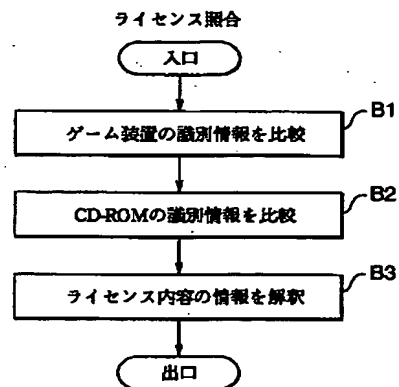 ライセンス照合
入口
ゲーム装置の識別情報を比較
B1
CD-ROMの識別情報を比較
B2
ライセンス内容の情報を解釈
B3
出口